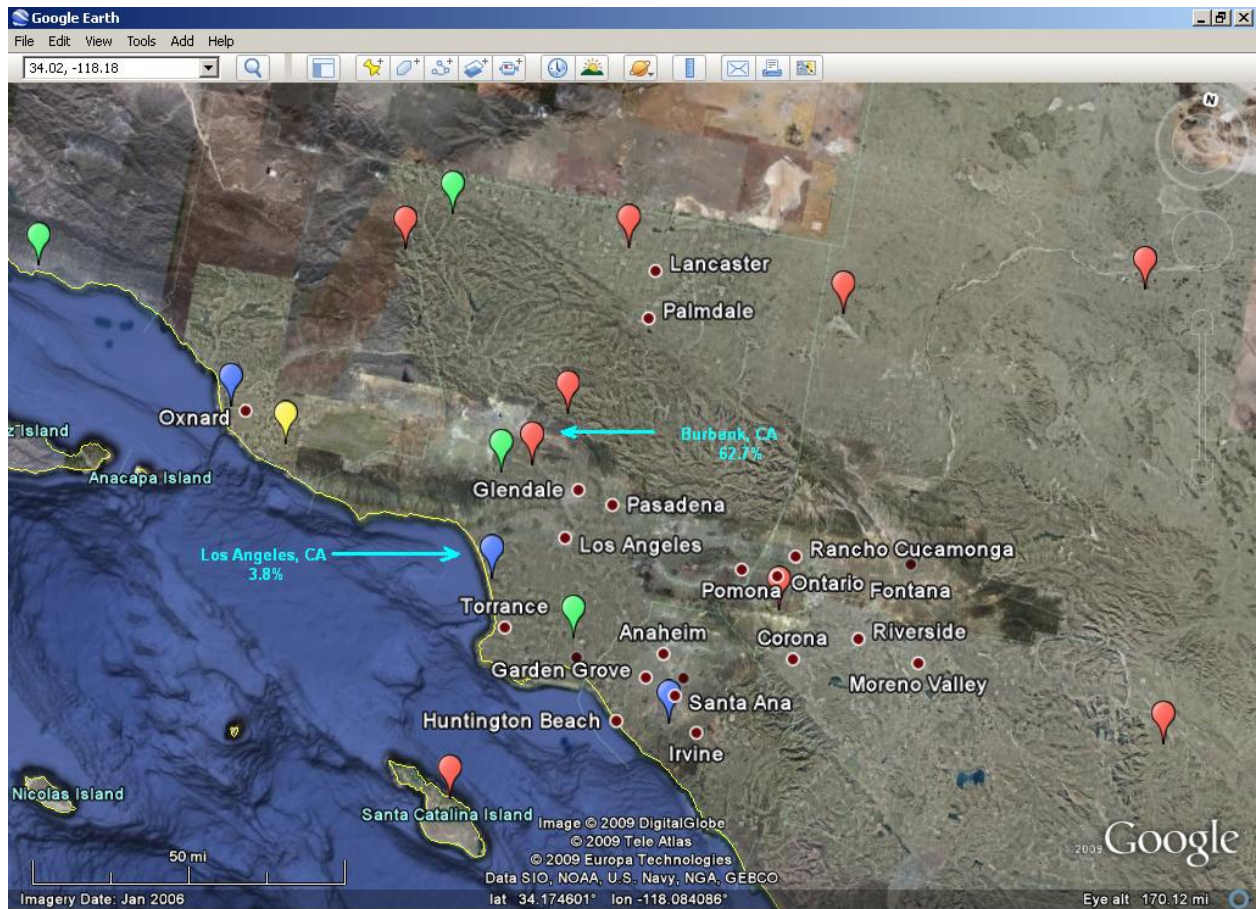 Google Earth
File Edit View Tools Add Help
34.02, -118.18
N
Lancaster
Palmdale
Oxnard
z Island
Anacapa Island
Burbank, CA
62.7%
Glendale
Pasadena
Los Angeles, CA
3.8%
Los Angeles
Rancho Cucamonga
Pomona
Ontario
Fontana
Torrance
Anaheim
Corona
Riverside
Garden Grove
Moreno Valley
Santa Ana
Huntington Beach
Irvine
Nicolas Island
Santa Catalina Island
Image © 2009 DigitalGlobe
© 2009 Tele Atlas
© 2009 Europa Technologies
Data SIO, NOAA, U.S. Navy, NGA, GEBCO
© 2009 Google
50 mi
Imagery Date: Jan 2006
lat 34.174601° lon -118.084086°
Eye alt 170.12 mi